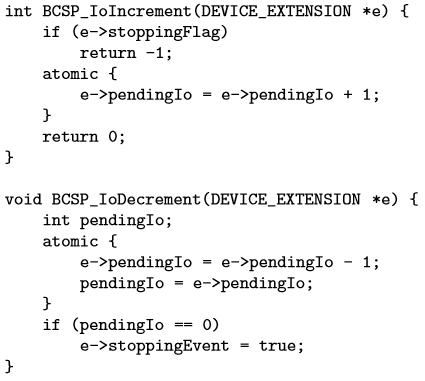 int BCSP_IoIncrement(DEVICE_EXTENSION *e) {
    if (e->stoppingFlag)
        return -1;
    atomic {
        e->pendingIo = e->pendingIo + 1;
    }
    return 0;
}

void BCSP_IoDecrement(DEVICE_EXTENSION *e) {
    int pendingIo;
    atomic {
        e->pendingIo = e->pendingIo - 1;
        pendingIo = e->pendingIo;
    }
    if (pendingIo == 0)
        e->stoppingEvent = true;
}